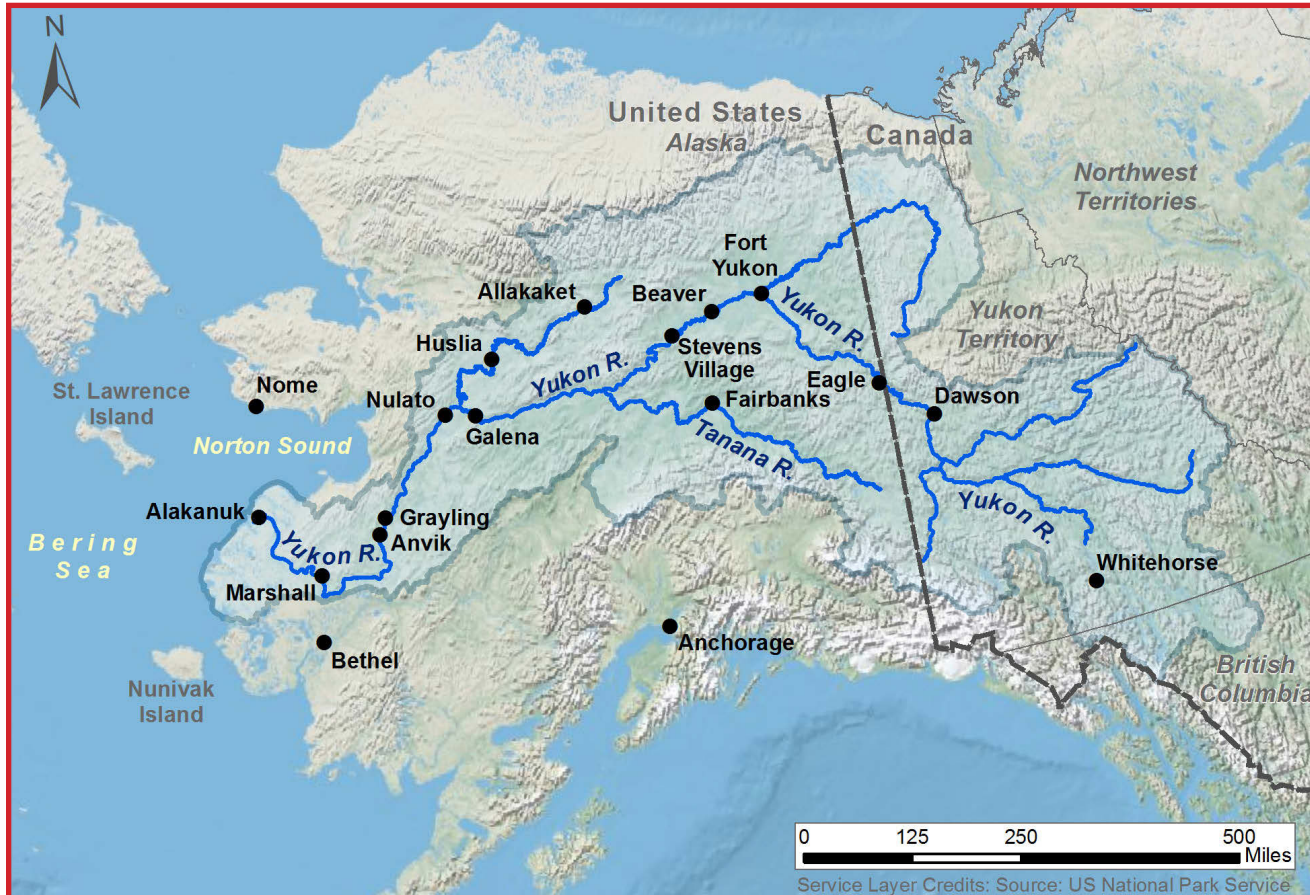 N
United States
Alaska
Canada
Northwest
Territories
Fort
Yukon
Allakaket
Beaver
Yukon R.
Yukon
Territory
Huslia
Stevens
Village
Yukon R.
Eagle
St. Lawrence
Island
Nome
Nulato
Fairbanks
Dawson
Galena
Norton Sound
Tanana R.
Alakanuk
Grayling
Yukon R.
Anvik
Bering
Sea
Yukon R.
Whitehorse
Marshall
Anchorage
Bethel
British
Columbia
Nunivak
Island
0 125 250 500
Miles
Service Layer Credits: Source: US National Park Service